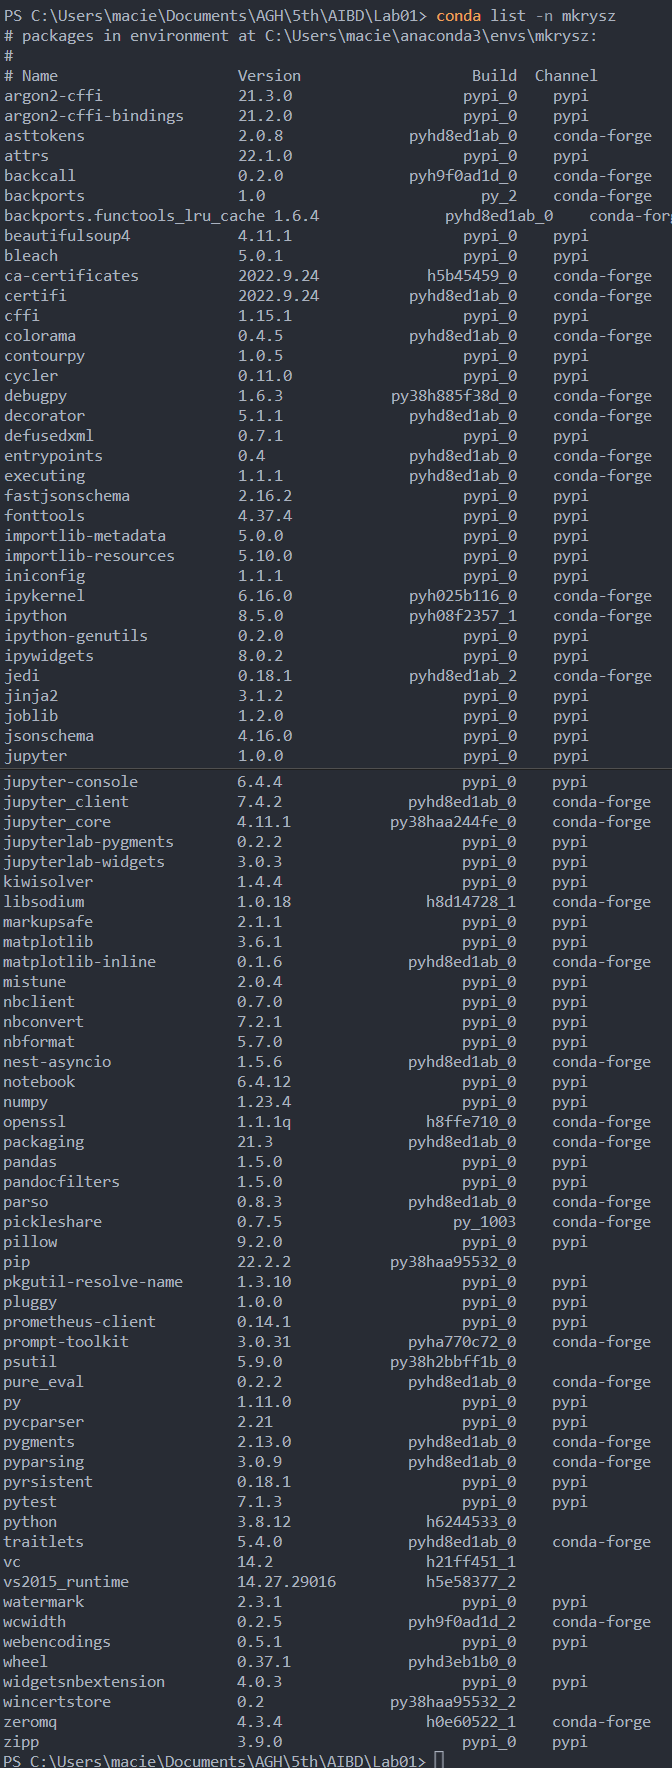 PS C:\Users\macie\Documents\AGH\5th\AIBD\Lab01> conda list -n mkrysz
# packages in environment at C:\Users\macie\anaconda3\envs\mkrysz:
#
# Name Version Build Channel
argon2-cffi 21.3.0 pypi_0 pypi
argon2-cffi-bindings 21.2.0 pypi_0 pypi
asttokens 2.0.8 pyhd8ed1ab_0 conda-forge
attrs 22.1.0 pypi_0 pypi
backcall 0.2.0 pyh9f0ad1d_0 conda-forge
backports 1.0 py_2 conda-forge
backports.functools_lru_cache 1.6.4 pyhd8ed1ab_0 conda-forg
beautifulsoup4 4.11.1 pypi_0 pypi
bleach 5.0.1 pypi_0 pypi
ca-certificates 2022.9.24 h5b45459_0 conda-forge
certifi 2022.9.24 pyhd8ed1ab_0 conda-forge
cffi 1.15.1 pypi_0 pypi
colorama 0.4.5 pyhd8ed1ab_0 conda-forge
contourpy 1.0.5 pypi_0 pypi
cycler 0.11.0 pypi_0 pypi
debugpy 1.6.3 py38h885f38d_0 conda-forge
decorator 5.1.1 pyhd8ed1ab_0 conda-forge
defusedxml 0.7.1 pypi_0 pypi
entrypoints 0.4 pyhd8ed1ab_0 conda-forge
executing 1.1.1 pyhd8ed1ab_0 conda-forge
fastjsonschema 2.16.2 pypi_0 pypi
fonttools 4.37.4 pypi_0 pypi
importlib-metadata 5.0.0 pypi_0 pypi
importlib-resources 5.10.0 pypi_0 pypi
iniconfig 1.1.1 pypi_0 pypi
ipykernel 6.16.0 pyh025b116_0 conda-forge
ipython 8.5.0 pyh08f2357_1 conda-forge
ipython-genutils 0.2.0 pypi_0 pypi
ipywidgets 8.0.2 pypi_0 pypi
jedi 0.18.1 pyhd8ed1ab_2 conda-forge
jinja2 3.1.2 pypi_0 pypi
joblib 1.2.0 pypi_0 pypi
jsonschema 4.16.0 pypi_0 pypi
jupyter 1.0.0 pypi_0 pypi
jupyter-console 6.4.4 pypi_0 pypi
jupyter_client 7.4.2 pyhd8ed1ab_0 conda-forge
jupyter_core 4.11.1 py38haa244fe_0 conda-forge
jupyterlab-pygments 0.2.2 pypi_0 pypi
jupyterlab-widgets 3.0.3 pypi_0 pypi
kiwisolver 1.4.4 pypi_0 pypi
libsodium 1.0.18 h8d14728_1 conda-forge
markupsafe 2.1.1 pypi_0 pypi
matplotlib 3.6.1 pypi_0 pypi
matplotlib-inline 0.1.6 pyhd8ed1ab_0 conda-forge
mistune 2.0.4 pypi_0 pypi
nbclient 0.7.0 pypi_0 pypi
nbconvert 7.2.1 pypi_0 pypi
nbformat 5.7.0 pypi_0 pypi
nest-asyncio 1.5.6 pyhd8ed1ab_0 conda-forge
notebook 6.4.12 pypi_0 pypi
numpy 1.23.4 pypi_0 pypi
openssl 1.1.1q h8ffe710_0 conda-forge
packaging 21.3 pyhd8ed1ab_0 conda-forge
pandas 1.5.0 pypi_0 pypi
pandocfilters 1.5.0 pypi_0 pypi
parso 0.8.3 pyhd8ed1ab_0 conda-forge
pickleshare 0.7.5 py_1003 conda-forge
pillow 9.2.0 pypi_0 pypi
pip 22.2.2 py38haa95532_0
pkgutil-resolve-name 1.3.10 pypi_0 pypi
pluggy 1.0.0 pypi_0 pypi
prometheus-client 0.14.1 pypi_0 pypi
prompt-toolkit 3.0.31 pyha770c72_0 conda-forge
psutil 5.9.0 py38h2bbff1b_0
pure_eval 0.2.2 pyhd8ed1ab_0 conda-forge
py 1.11.0 pypi_0 pypi
pycparser 2.21 pypi_0 pypi
pygments 2.13.0 pyhd8ed1ab_0 conda-forge
pyparsing 3.0.9 pyhd8ed1ab_0 conda-forge
pyrsistent 0.18.1 pypi_0 pypi
pytest 7.1.3 pypi_0 pypi
python 3.8.12 h6244533_0
traitlets 5.4.0 pyhd8ed1ab_0 conda-forge
vc 14.2 h21ff451_1
vs2015_runtime 14.27.29016 h5e58377_2
watermark 2.3.1 pypi_0 pypi
wcwidth 0.2.5 pyh9f0ad1d_2 conda-forge
webencodings 0.5.1 pypi_0 pypi
wheel 0.37.1 pyhd3eb1b0_0
widgetsnbextension 4.0.3 pypi_0 pypi
wincertstore 0.2 py38haa95532_2
zeromq 4.3.4 h0e60522_1 conda-forge
zipp 3.9.0 pypi_0 pypi
PS C:\Users\macie\Documents\AGH\5th\AIBD\Lab01>